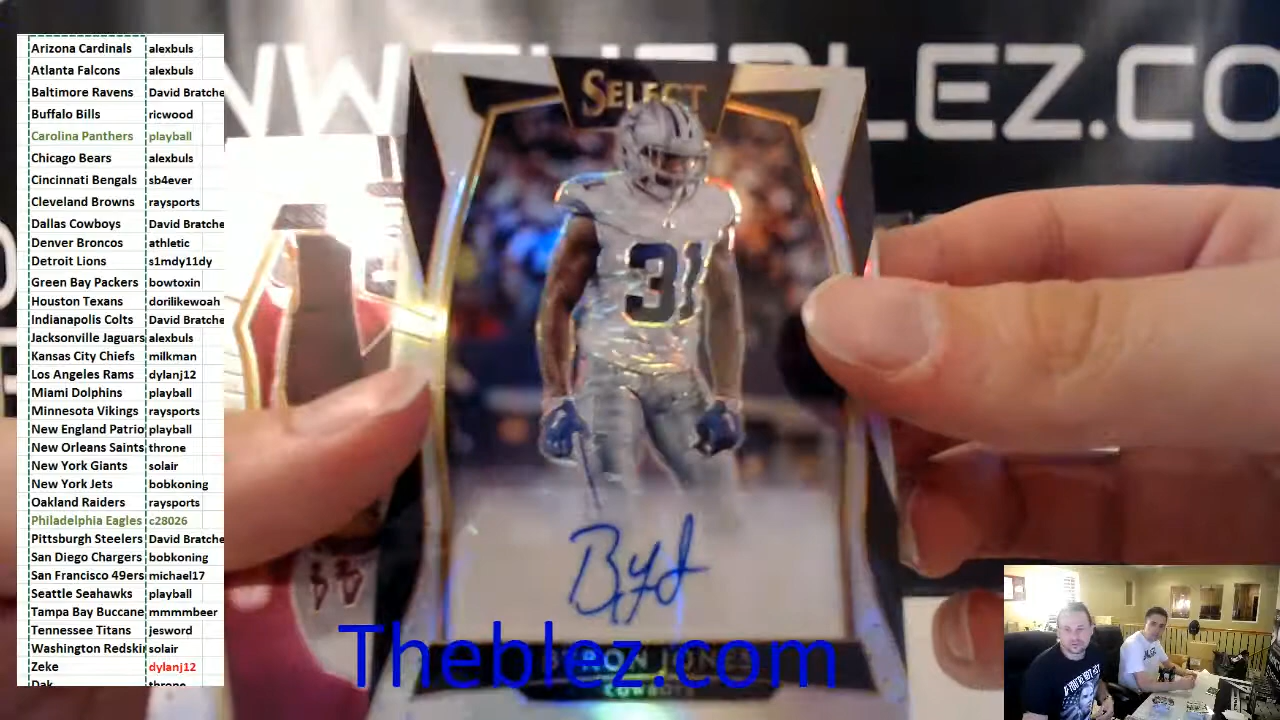 Arizona Cardinals alexbuls
Atlanta Falcons alexbuls
Baltimore Ravens David Bratche
Buffalo Bills ricwood
Carolina Panthers playball
Chicago Bears alexbuls
Cincinnati Bengals sb4ever
Cleveland Browns raysports
Dallas Cowboys David Bratche
Denver Broncos athletic
Detroit Lions s1mdy11dy
Green Bay Packers bowtoxin
Houston Texans dorilikewoah
Indianapolis Colts David Bratche
Jacksonville Jaguars alexbuls
Kansas City Chiefs milkman
Los Angeles Rams dylanj12
Miami Dolphins playball
Minnesota Vikings raysports
New England Patrio playball
New Orleans Saints throne
New York Giants solair
New York Jets bobkoning
Oakland Raiders raysports
Philadelphia Eagles c28026
Pittsburgh Steelers David Bratche
San Diego Chargers bobkoning
San Francisco 49ers michael17
Seattle Seahawks playball
Tampa Bay Buccane mmmmbeer
Tennessee Titans jesword
Washington Redskin solair
Zeke dylanj12
Dak throne
SELECT
31
Theblez.com
JONES
COWBOYS